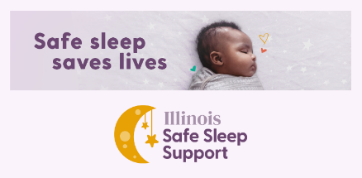 Safe sleep
saves lives
Illinois
Safe Sleep
Support